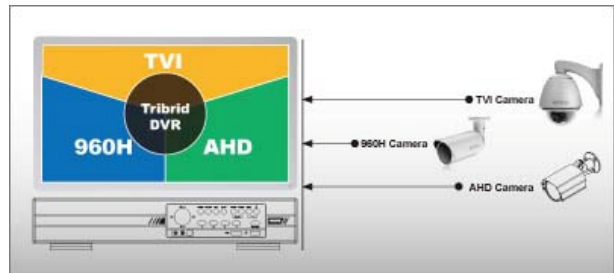 TVI
Tribrid
DVR
960H
AHD
TVI Camera
960H Camera
AHD Camera